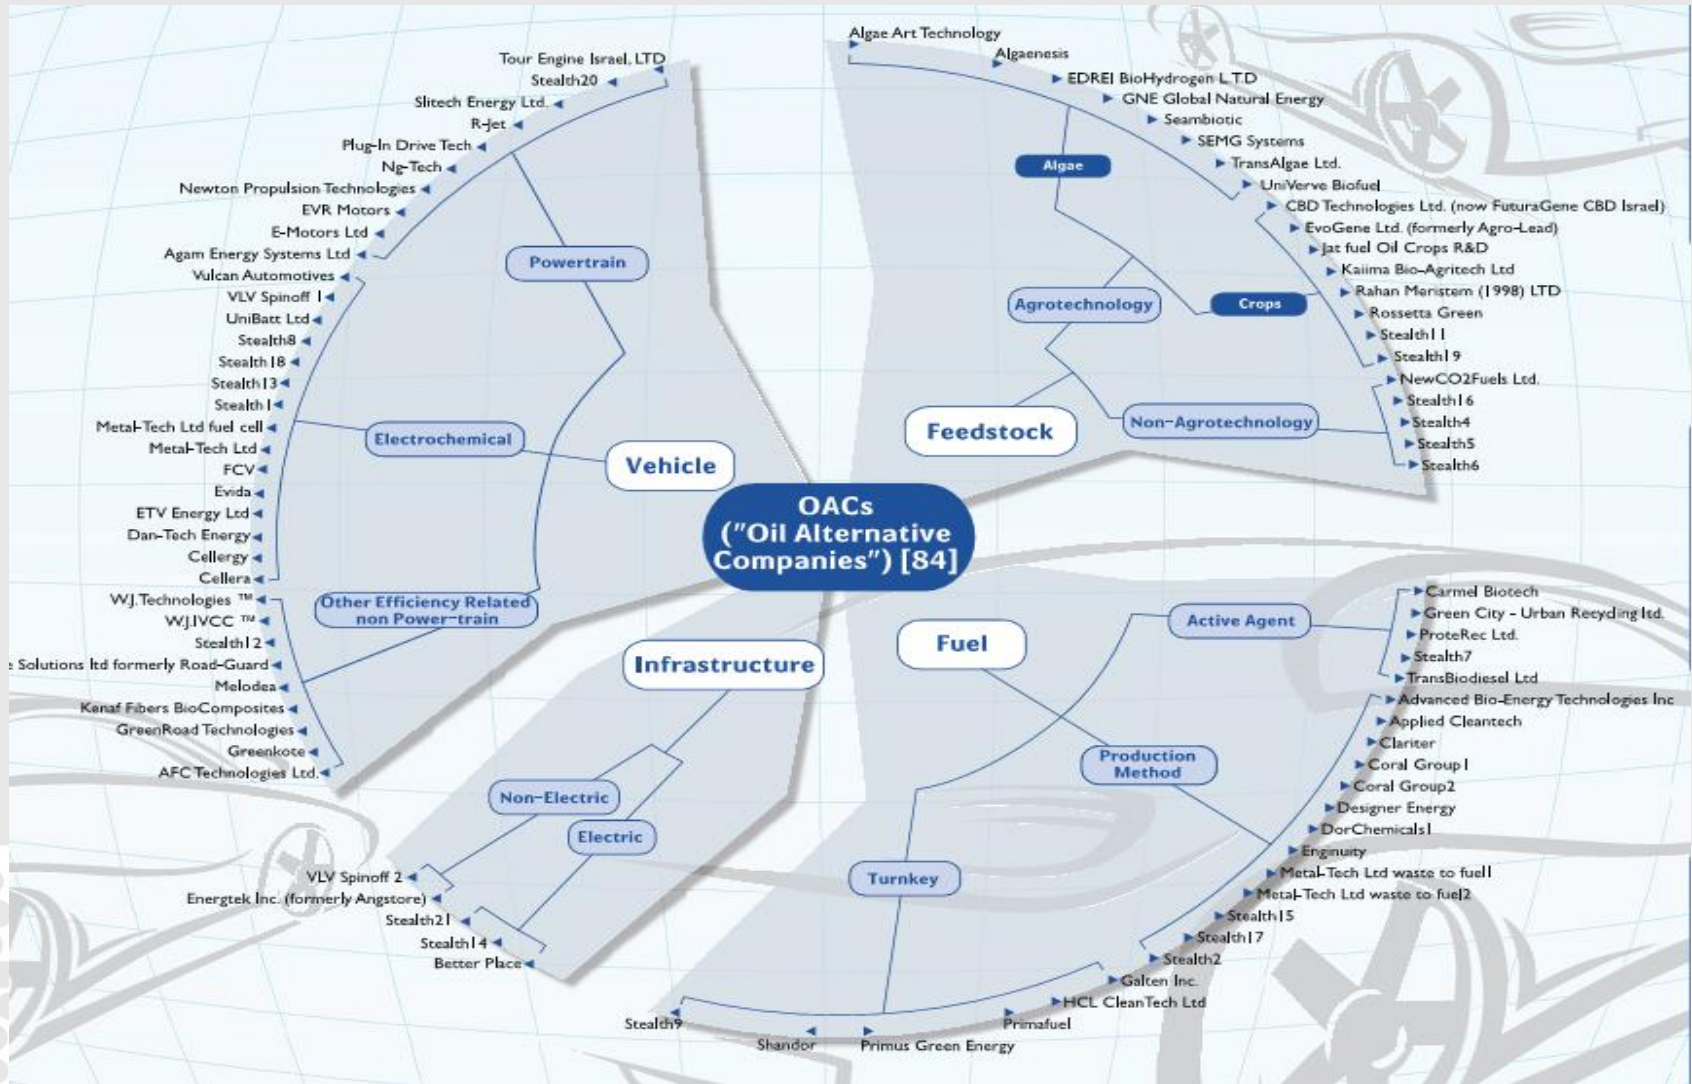 Algae Art Technology
Algaenesis
EDREI BioHydrogen L.T.D
GNE Global Natural Energy
Seambiotic
SEMG Systems
TransAlgae Ltd.
UniVerve Biofuel
CBD Technologies Ltd. (now FuturaGene CBD Israel)
EvoGene Ltd. (formerly Agro-Lead)
Jat fuel Oil Crops R&D
Kaiima Bio-Agritech Ltd
Rahan Meristem (1998) LTD
Rossetta Green
Stealth11
Stealth19
NewCO2Fuels Ltd.
Stealth16
Stealth4
Stealth5
Stealth6
Algae
Crops
Agrotechnology
Non-Agrotechnology
Feedstock
Tour Engine Israel, LTD
Stealth20
Slitech Energy Ltd.
R-Jet
Plug-In Drive Tech
Ng-Tech
Newton Propulsion Technologies
EVR Motors
E-Motors Ltd
Agam Energy Systems Ltd
Vulcan Automotives
VLV Spinoff 1
UniBatt Ltd
Stealth8
Stealth18
Stealth13
Stealth1
Metal-Tech Ltd fuel cell
Metal-Tech Ltd
FCV
Evida
ETV Energy Ltd
Dan-Tech Energy
Cellergy
Cellera
W.J.Technologies ™
W.J.IVCC ™
Stealth12
e Solutions ltd formerly Road-Guard
Melodea
Kenaf Fibers BioComposites
GreenRoad Technologies
Greenkote
AFC Technologies Ltd.
Powertrain
Electrochemical
Other Efficiency Related
non Power-train
Vehicle
OACs
("Oil Alternative
Companies") [84]
Infrastructure
Non-Electric
Electric
VLV Spinoff 2
Energtek Inc. (formerly Angstore)
Stealth21
Stealth14
Better Place
Fuel
Active Agent
Production
Method
Turnkey
Carmel Biotech
Green City - Urban Recycling ltd.
ProteRec Ltd.
Stealth7
TransBiodiesel Ltd
Advanced Bio-Energy Technologies Inc
Applied Cleantech
Clariter
Coral Group1
Coral Group2
Designer Energy
DorChemicals1
Enginuity
Metal-Tech Ltd waste to fuel1
Metal-Tech Ltd waste to fuel2
Stealth15
Stealth17
Stealth2
Galten Inc.
HCL CleanTech Ltd
Primafuel
Primus Green Energy
Shandor
Stealth9